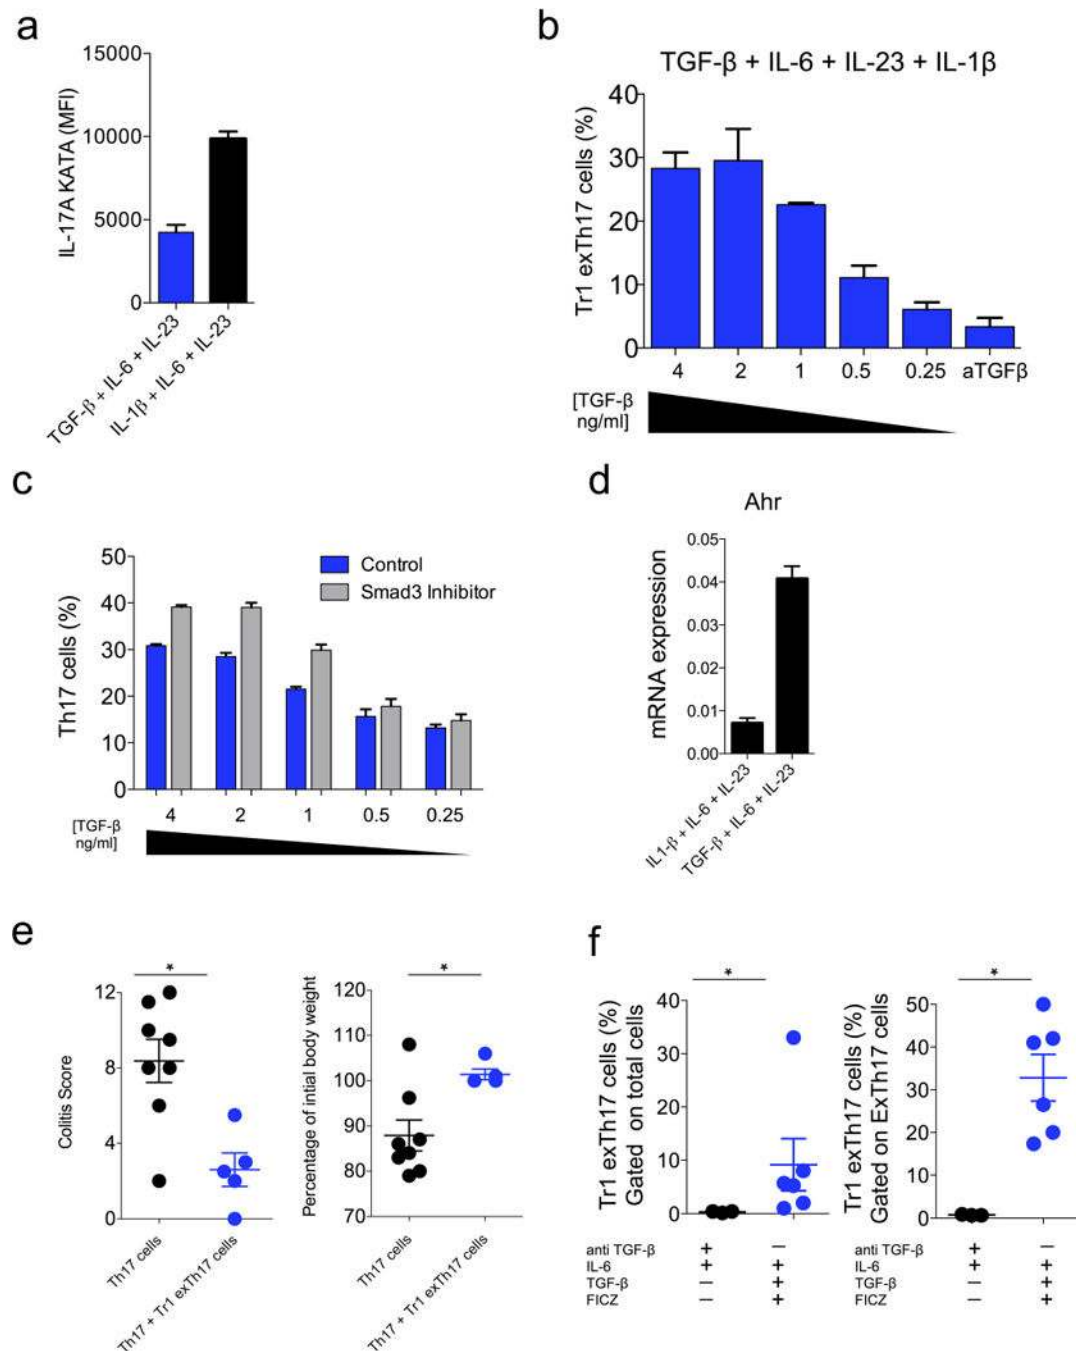 a
IL-17A KATA (MFI)
15000
10000
5000
0
TGF-β + IL-6 + IL-23
IL-1β + IL-6 + IL-23
b
TGF-β + IL-6 + IL-23 + IL-1β
Tr1 exTh17 cells (%)
40
30
20
10
0
4 2 1 0.5 0.25 aTGFβ
[TGF-β
ng/ml]
c
Th17 cells (%)
50
40
30
20
10
0
Control
Smad3 Inhibitor
4 2 1 0.5 0.25
[TGF-β
ng/ml]
d
Ahr
mRNA expression
0.05
0.04
0.03
0.02
0.01
0.00
IL1-β + IL-6 + IL-23
TGF-β + IL-6 + IL-23
e
Colitis Score
*
12
8
4
0
Th17 cells
Th17 + Tr1 exTh17 cells
Percentage of intial body weight
*
120
110
100
90
80
70
Th17 cells
Th17 + Tr1 exTh17 cells
f
Tr1 exTh17 cells (%)
Gated on total cells
*
40
30
20
10
0
anti TGF-β + −
IL-6 + +
TGF-β − +
FICZ − +
Tr1 exTh17 cells (%)
Gated on ExTh17 cells
*
50
40
30
20
10
0
anti TGF-β + −
IL-6 + +
TGF-β − +
FICZ − +